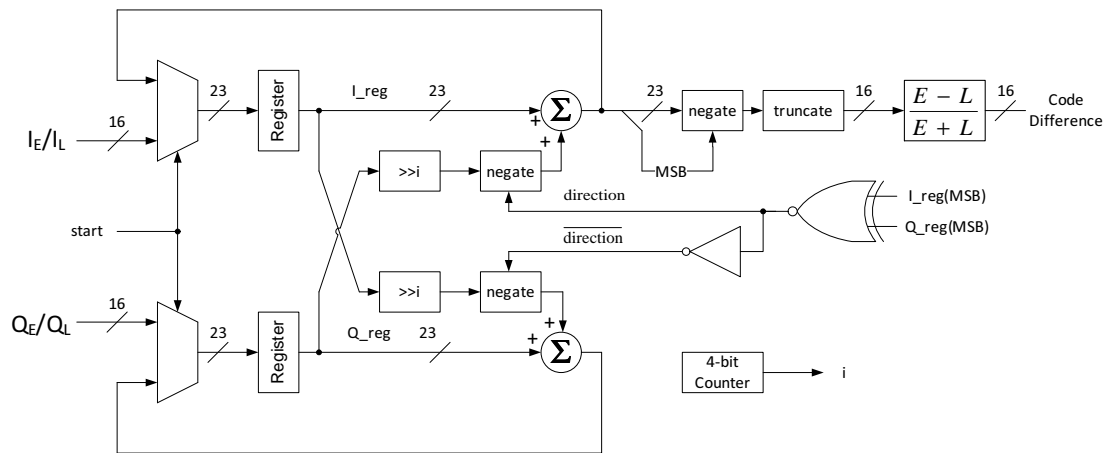 23
I_reg
23
Σ
23
negate
truncate
16
E − L
E + L
16
Code
Difference
Register
16
I_E/I_L
+
+
>>i
negate
MSB
direction
I_reg(MSB)
Q_reg(MSB)
start
direction
>>i
negate
16
Q_E/Q_L
23
Register
Q_reg
23
+
+
Σ
4-bit
Counter
i